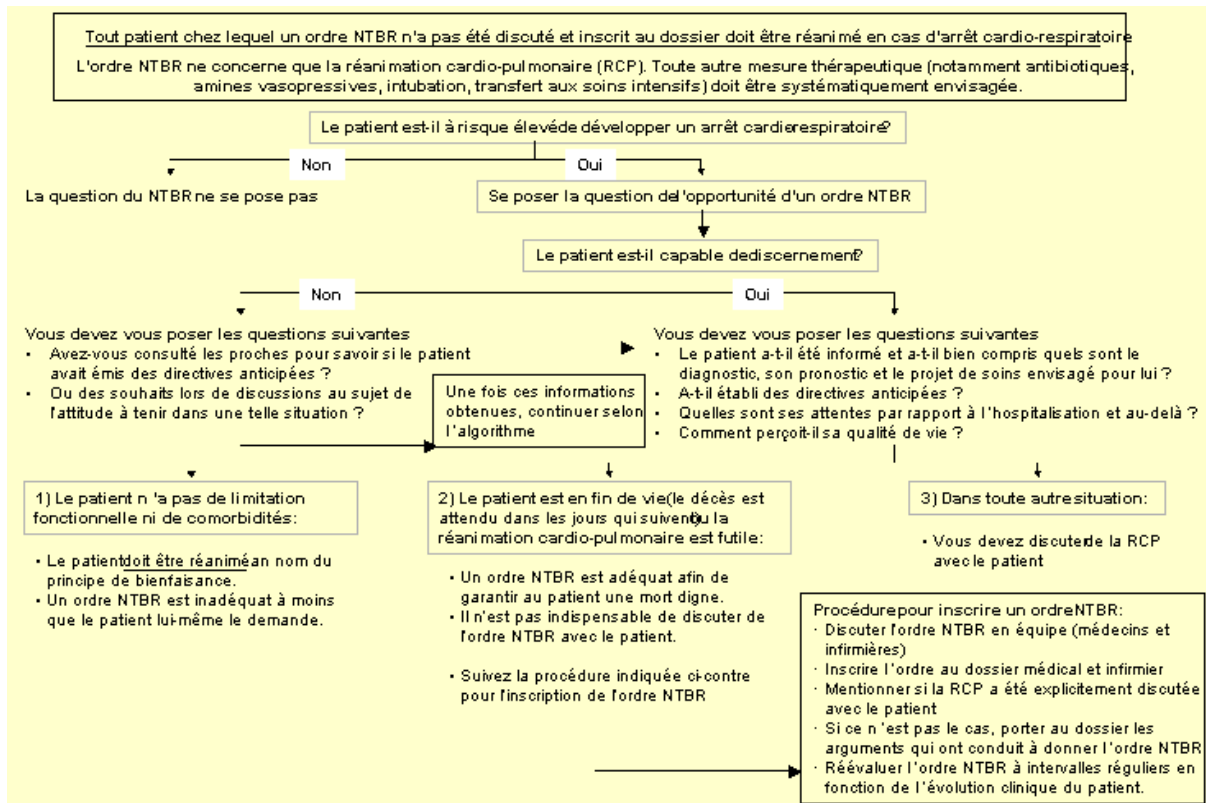 Tout patient chez lequel un ordre NTBR n'a pas été discuté et inscrit au dossier doit être réanimé en cas d'arrêt cardio-respiratoire
L'ordre NTBR ne concerne que la réanimation cardio-pulmonaire (RCP). Toute autre mesure thérapeutique (notamment antibiotiques,
amines vasopressives, intubation, transfert aux soins intensifs) doit être systématiquement envisagée.
Le patient est-il à risque élevéde développer un arrêt cardiorespiratoire?
Non
Oui
La question du NTBR ne se pose pas
Se poser la question de l'opportunité d'un ordre NTBR
Le patient est-il capable dediscernement?
Non
Oui
Vous devez vous poser les questions suivantes
• Avez-vous consulté les proches pour savoir si le patient
avait émis des directives anticipées ?
• Ou des souhaits lors de discussions au sujet de
l'attitude à tenir dans une telle situation ?
Une fois ces informations
obtenues, continuer selon
l'algorithme
Vous devez vous poser les questions suivantes
• Le patient a-t-il été informé et a-t-il bien compris quels sont le
diagnostic, son pronostic et le projet de soins envisagé pour lui ?
• A-t-il établi des directives anticipées ?
• Quelles sont ses attentes par rapport à l'hospitalisation et au-delà ?
• Comment perçoit-il sa qualité de vie ?
1) Le patient n 'a pas de limitation
fonctionnelle ni de comorbidités:
• Le patient doit être réanimé an nom du
principe de bienfaisance.
• Un ordre NTBR est inadéquat à moins
que le patient lui-même le demande.
2) Le patient est en fin de vie(le décès est
attendu dans les jours qui suivent)ou la
réanimation cardio-pulmonaire est futile:
• Un ordre NTBR est adéquat afin de
garantir au patient une mort digne.
• Il n'est pas indispensable de discuter de
l'ordre NTBR avec le patient.
• Suivez la procédure indiquée ci-contre
pour l'inscription de l'ordre NTBR
3) Dans toute autre situation:
• Vous devez discuter de la RCP
avec le patient
Procédure pour inscrire un ordre NTBR:
· Discuter l'ordre NTBR en équipe (médecins et
infirmières)
· Inscrire l'ordre au dossier médical et infirmier
· Mentionner si la RCP a été explicitement discutée
avec le patient
· Si ce n 'est pas le cas, porter au dossier les
arguments qui ont conduit à donner l'ordre NTBR
· Réévaluer l'ordre NTBR à intervalles réguliers en
fonction de l'évolution clinique du patient.